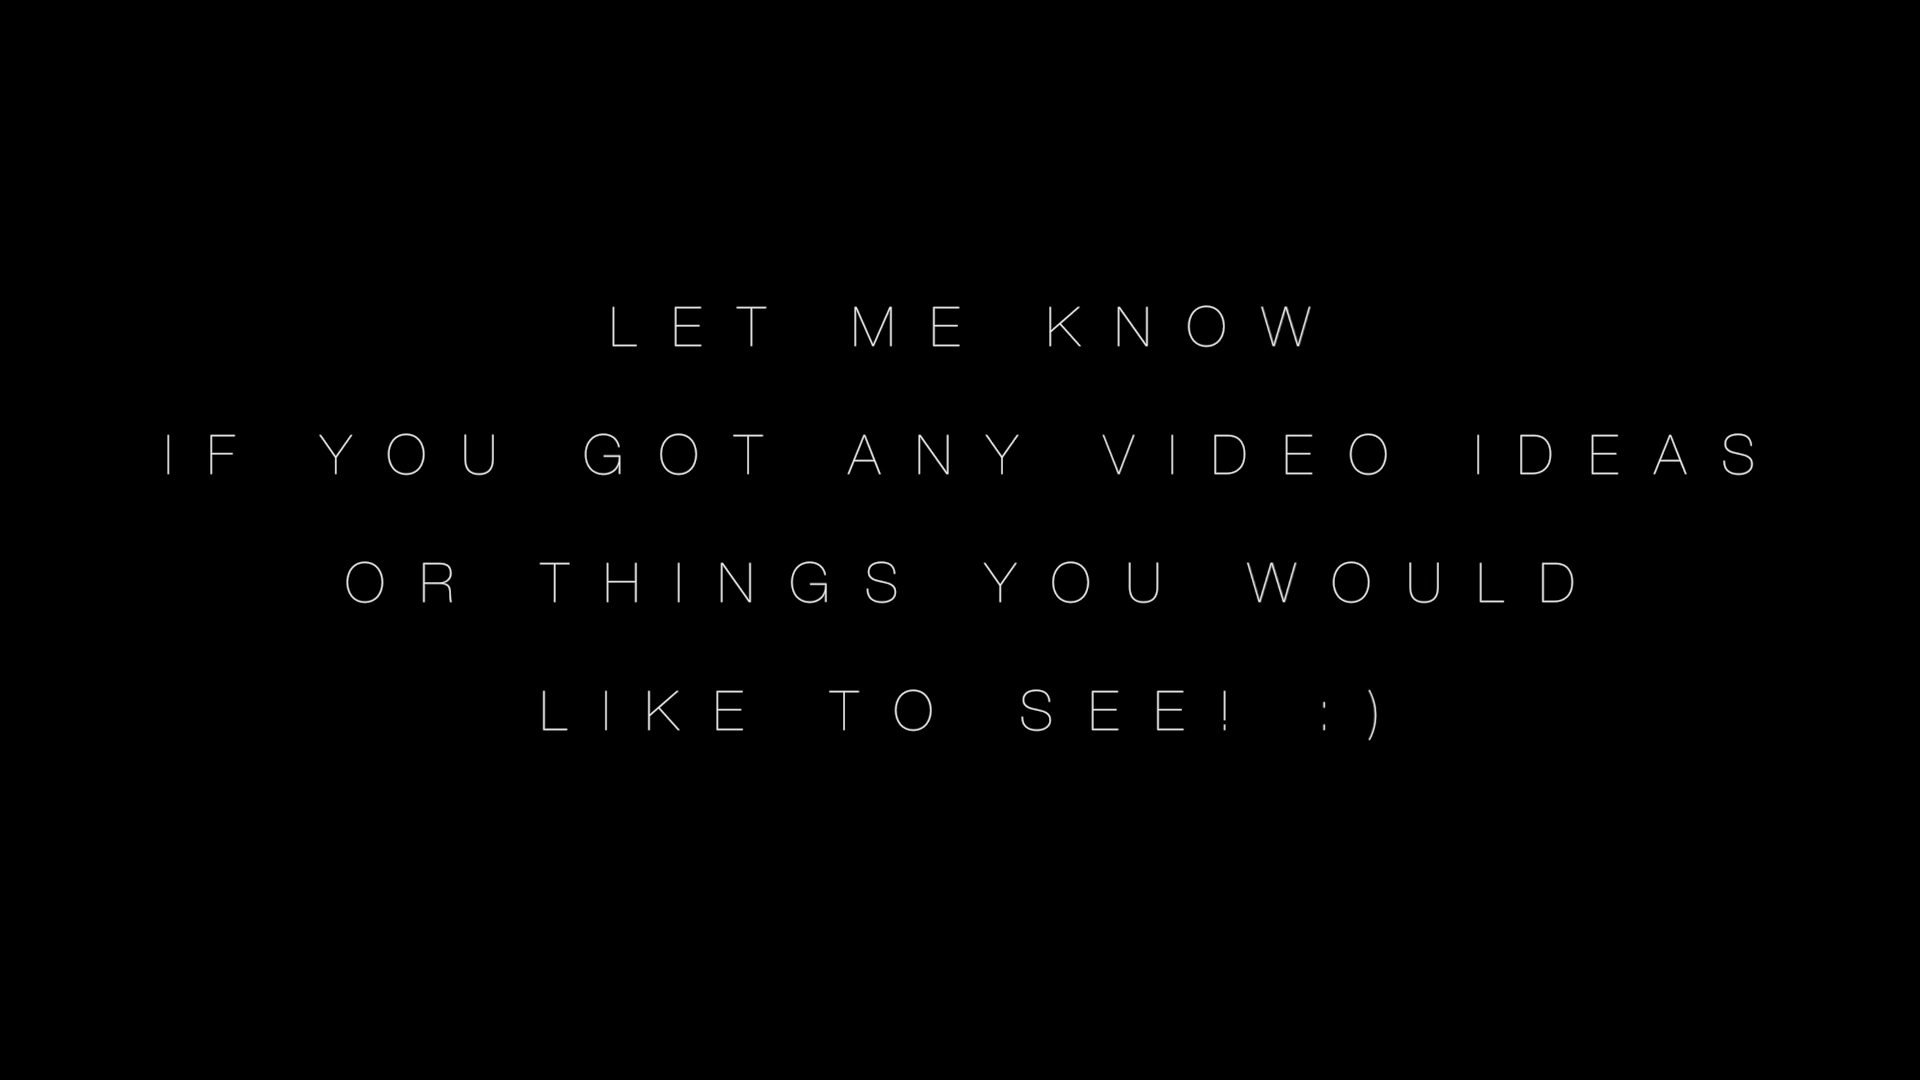 LET ME KNOW
IF YOU GOT ANY VIDEO IDEAS
OR THINGS YOU WOULD
LIKE TO SEE! :)